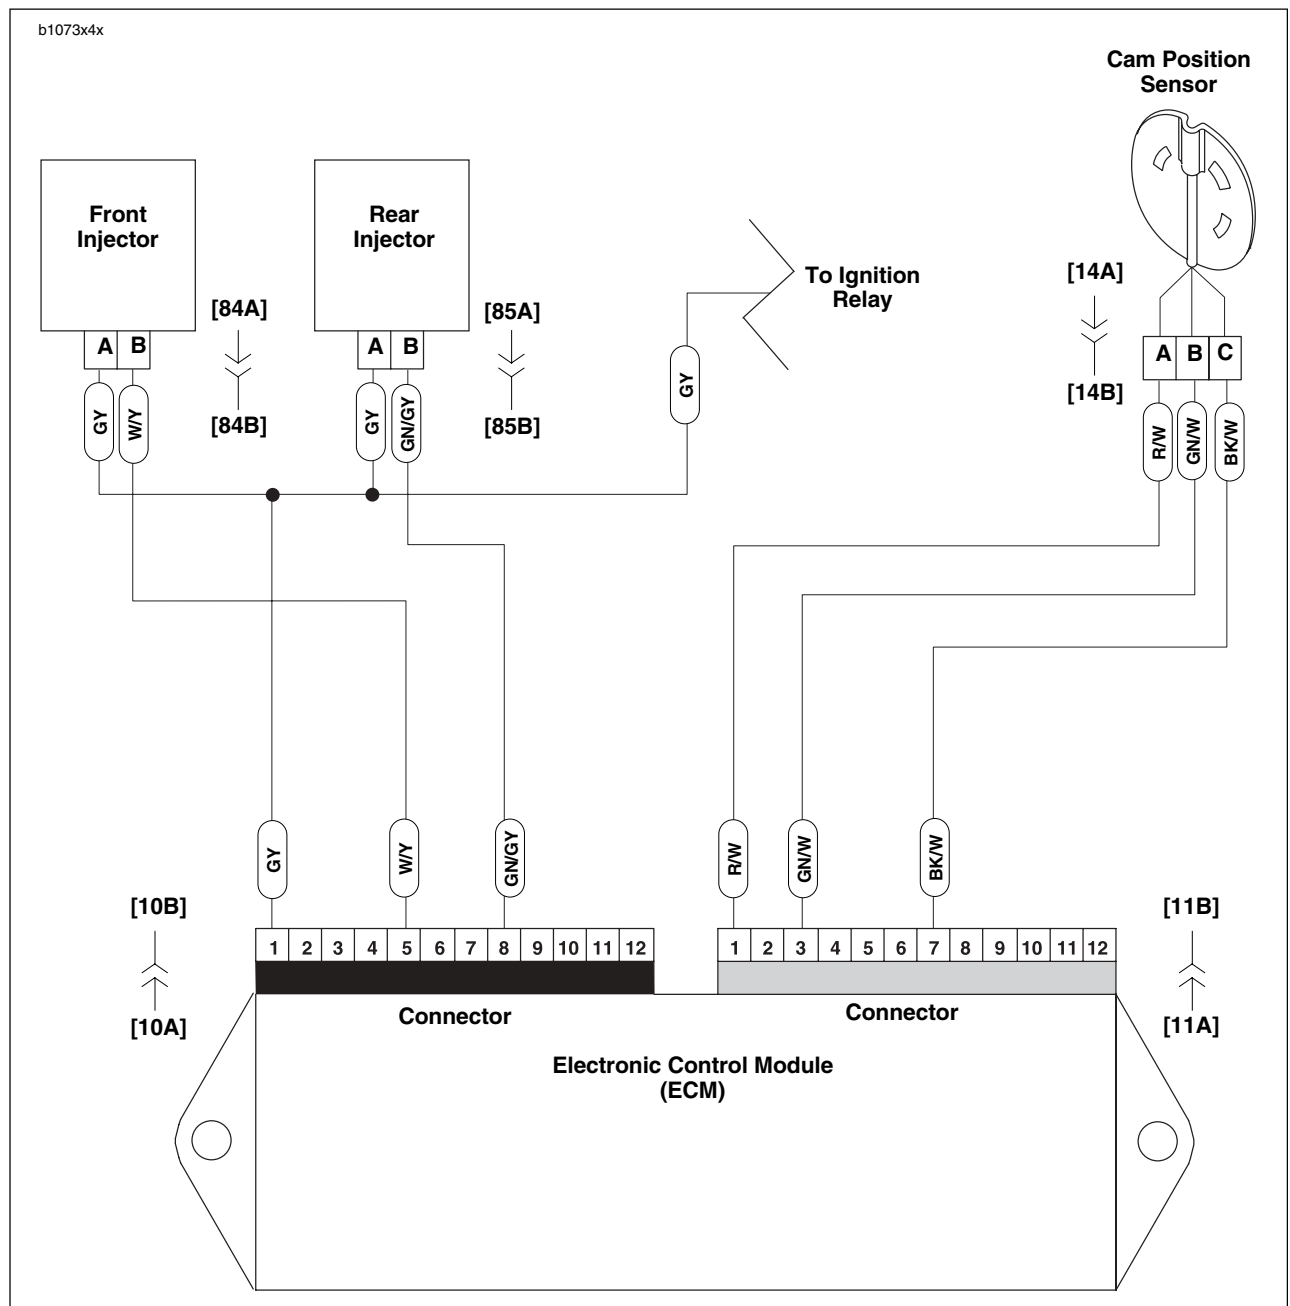 b1073x4x
Cam Position
Sensor
Front
Injector
Rear
Injector
To Ignition
Relay
[14A]
[84A]
[85A]
A B
A B
A B C
[14B]
[84B]
[85B]
GY
W/Y
GY
GN/GY
GY
R/W
GN/W
BK/W
GY
W/Y
GN/GY
R/W
GN/W
BK/W
[10B]
[11B]
1 2 3 4 5 6 7 8 9 10 11 12
1 2 3 4 5 6 7 8 9 10 11 12
[10A]
Connector
Connector
[11A]
Electronic Control Module
(ECM)